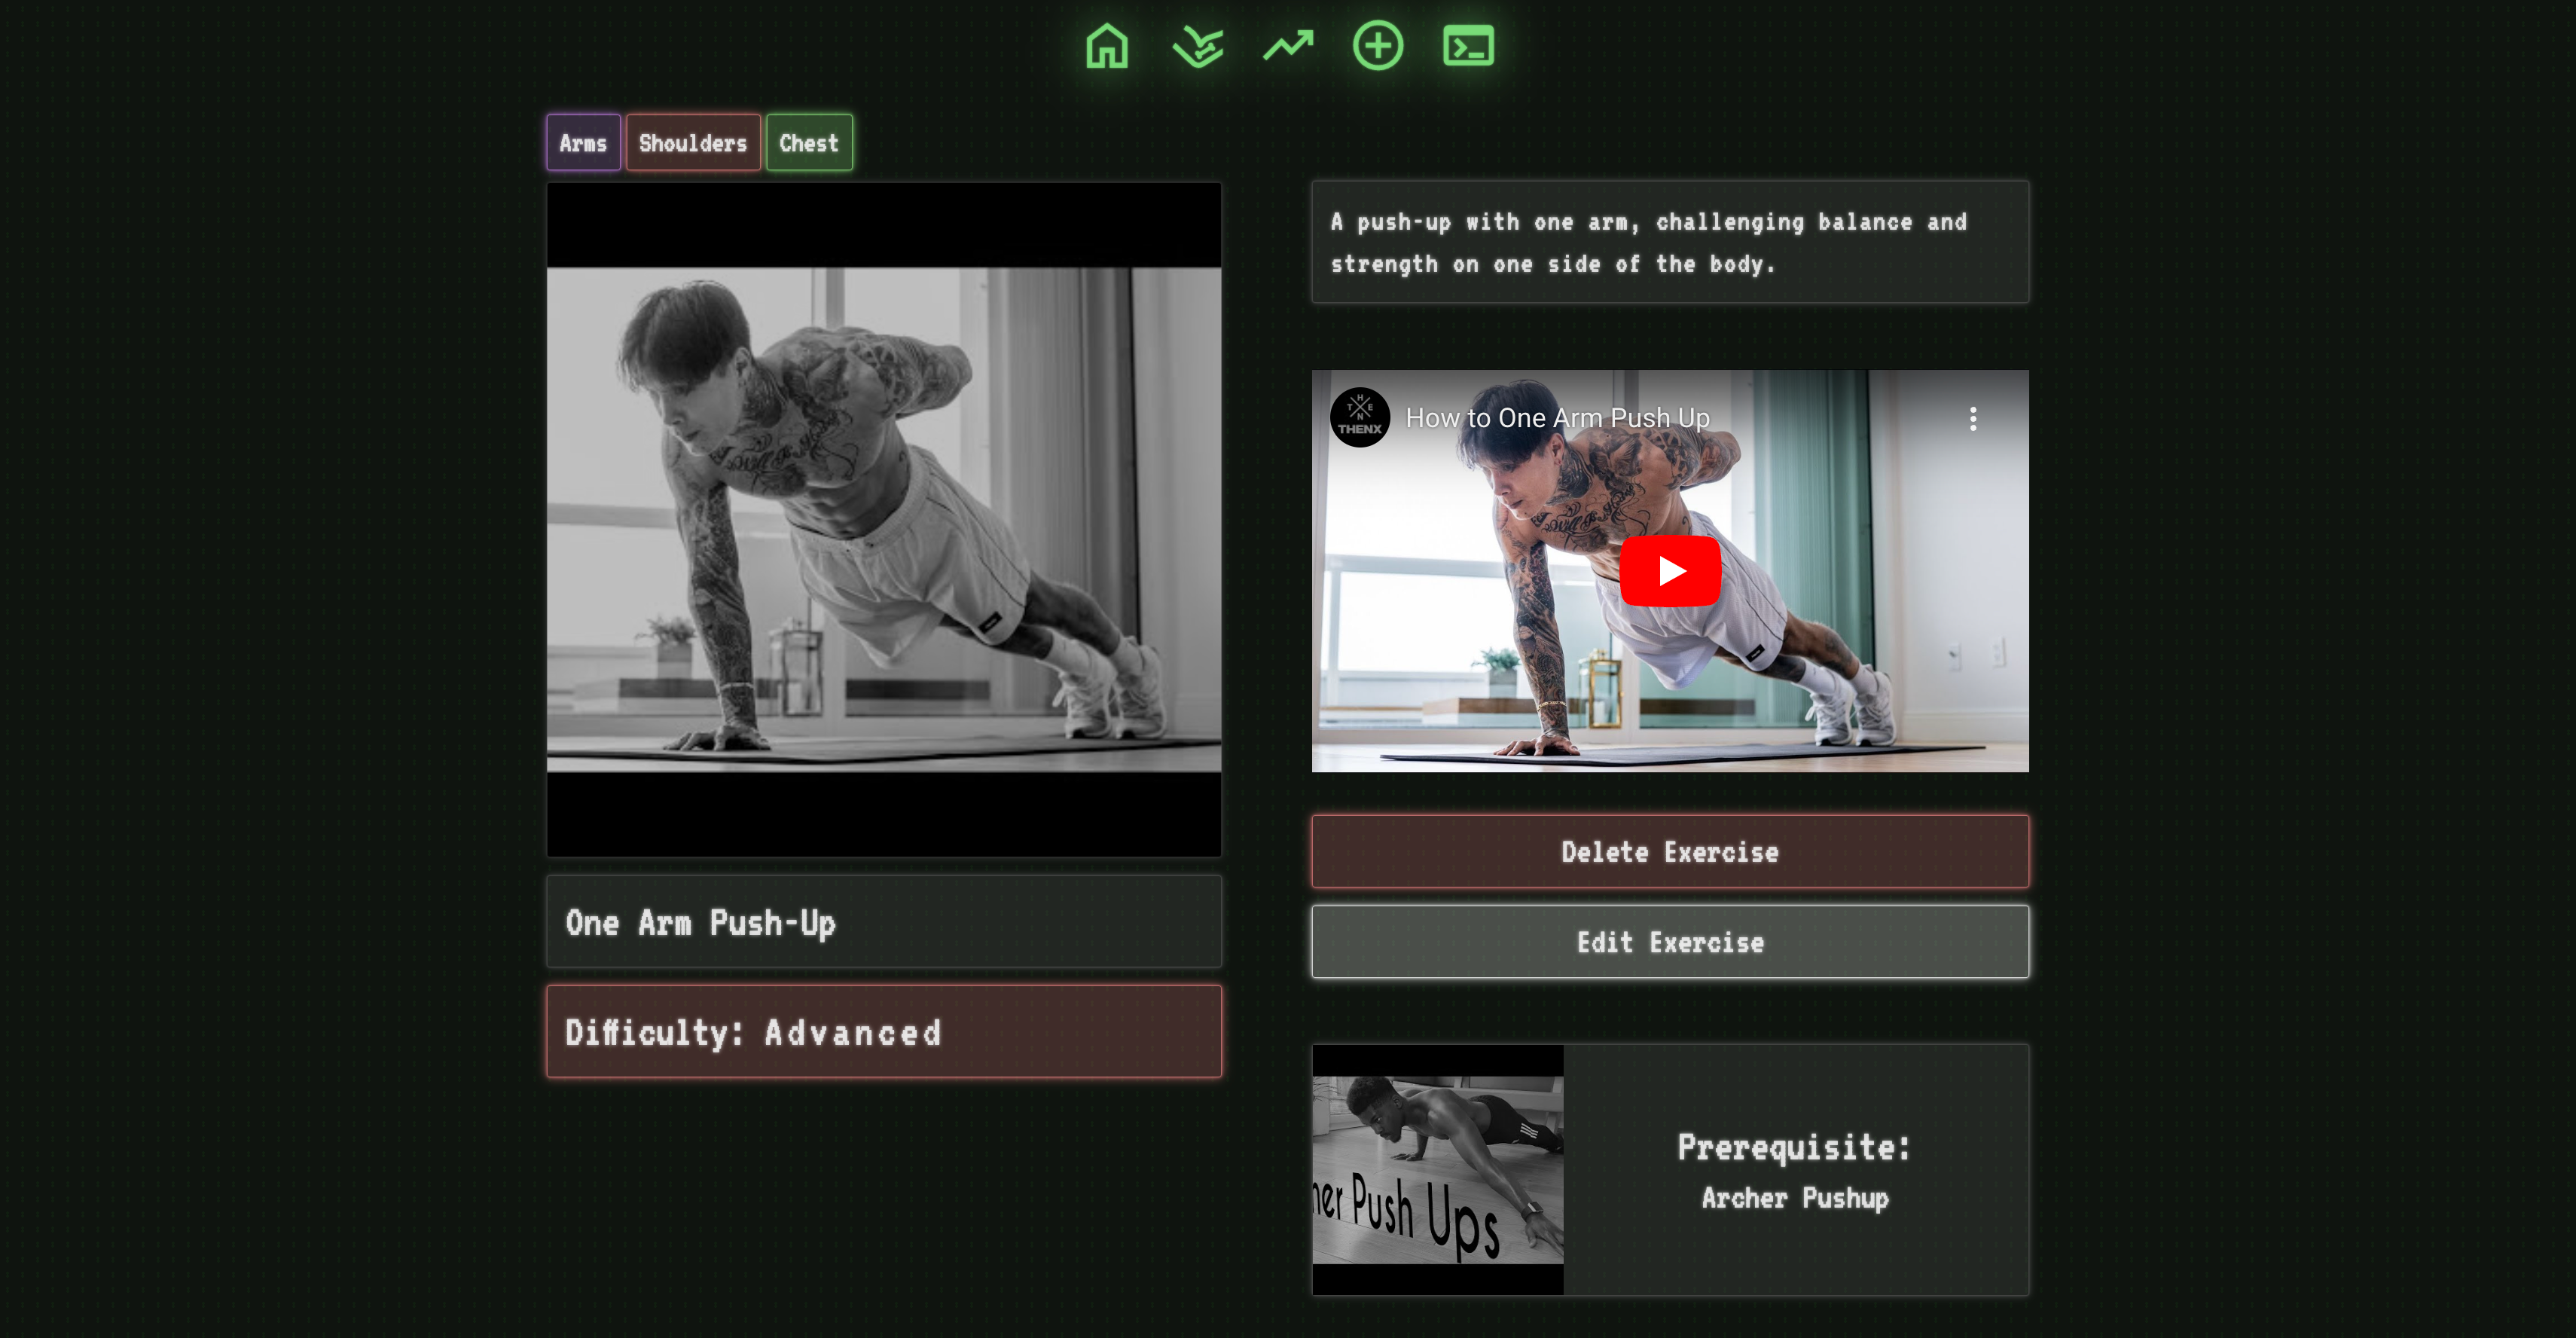 Arms
Shoulders
Chest
One Arm Push-Up
Difficulty: Advanced
A push-up with one arm, challenging balance and
strength on one side of the body.
THENX
How to One Arm Push Up
Delete Exercise
Edit Exercise
Push Ups
Prerequisite:
Archer Pushup